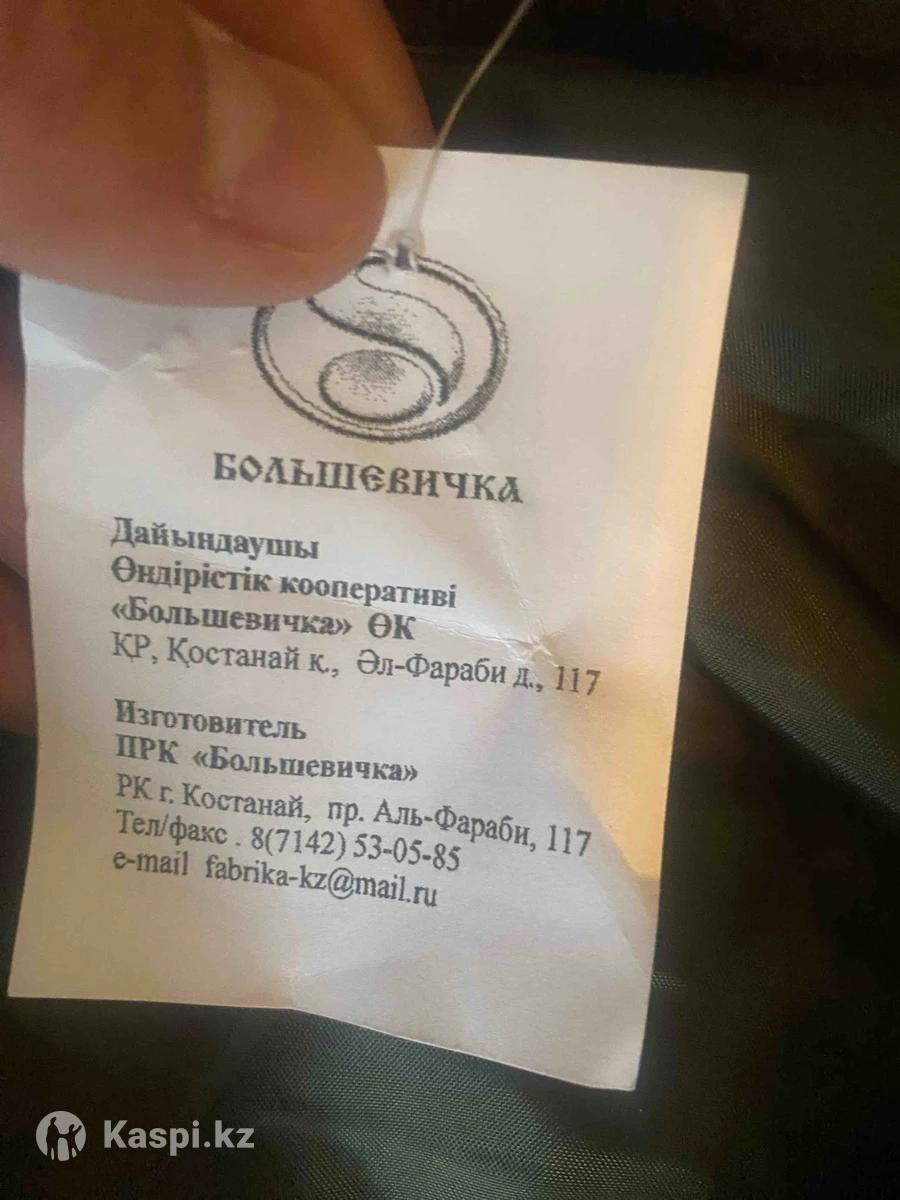 БОЛЬШЕВИЧКА
Дайындаушы
Өндірістік кооперативі
«Большевичка» ӨК
ҚР, Қостанай қ., Әл-Фараби д., 117
Изготовитель
ПРК «Большевичка»
РК г. Костанай, пр. Аль-Фараби, 117
Тел/факс . 8(7142) 53-05-85
e-mail fabrika-kz@mail.ru
Kaspi.kz